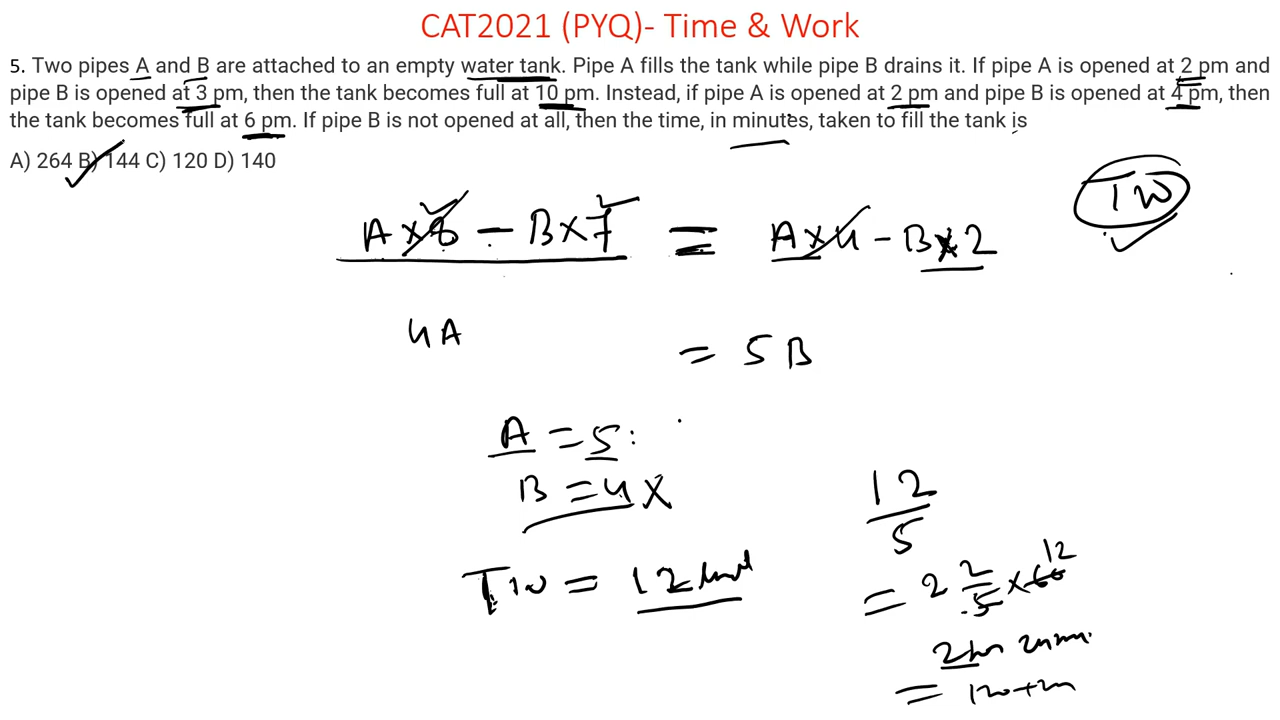 CAT2021 (PYQ)- Time & Work
5. Two pipes A and B are attached to an empty water tank. Pipe A fills the tank while pipe B drains it. If pipe A is opened at 2 pm and
pipe B is opened at 3 pm, then the tank becomes full at 10 pm. Instead, if pipe A is opened at 2 pm and pipe B is opened at 4 pm, then
the tank becomes full at 6 pm. If pipe B is not opened at all, then the time, in minutes, taken to fill the tank is
A) 264 B) 144 C) 120 D) 140
TW
A×8 - B×7 = A×4 - B×2
4A = 5B
A = 5
B = 4
TW = 12
12
5
= 2 2/5 × 60 12
2
=